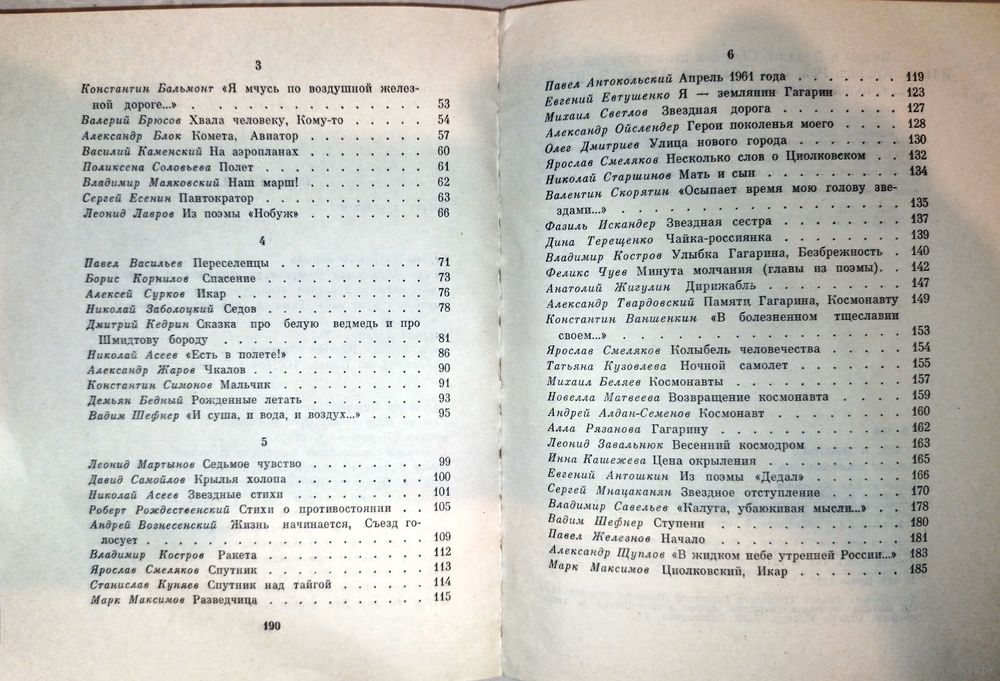 3
Константин Бальмонт «Я мчусь по воздушной желез-
ной дороге...» . . . . . . . . . . . . 53
Валерий Брюсов Хвала человеку, Кому-то . . . . . 54
Александр Блок Комета, Авиатор . . . . . . . . 57
Василий Каменский На аэропланах . . . . . . . . 60
Поликсена Соловьева Полет . . . . . . . . . . 61
Владимир Маяковский Наш марш! . . . . . . . . 62
Сергей Есенин Пантократор . . . . . . . . . . 63
Леонид Лавров Из поэмы «Нобуж» . . . . . . . . 66
4
Павел Васильев Переселенцы . . . . . . . . . 71
Борис Корнилов Спасение . . . . . . . . . . 73
Алексей Сурков Икар . . . . . . . . . . . . 76
Николай Заболоцкий Седов . . . . . . . . . . 78
Дмитрий Кедрин Сказка про белую ведмедь и про
Шмидтову бороду . . . . . . . . . . . 81
Николай Асеев «Есть в полете!» . . . . . . . . 86
Александр Жаров Чкалов . . . . . . . . . . . 90
Константин Симонов Мальчик . . . . . . . . . 91
Демьян Бедный Рожденные летать . . . . . . . . 93
Вадим Шефнер «И суша, и вода, и воздух...» . . . . 95
5
Леонид Мартынов Седьмое чувство . . . . . . . 99
Давид Самойлов Крылья холопа . . . . . . . . 100
Николай Асеев Звездные стихи . . . . . . . . . 101
Роберт Рождественский Стихи о противостоянии . . 105
Андрей Вознесенский Жизнь начинается, Съезд го-
лосует . . . . . . . . . . . . . . 109
Владимир Костров Ракета . . . . . . . . . . 112
Ярослав Смеляков Спутник . . . . . . . . . . 113
Станислав Куняев Спутник над тайгой . . . . . . 114
Марк Максимов Разведчица . . . . . . . . . . 115
190
6
Павел Антокольский Апрель 1961 года . . . . . . 119
Евгений Евтушенко Я — землянин Гагарин . . . . 123
Михаил Светлов Звездная дорога . . . . . . . . 127
Александр Ойслендер Герои поколенья моего . . . . 128
Олег Дмитриев Улица нового города . . . . . . . 130
Ярослав Смеляков Несколько слов о Циолковском . . 132
Николай Старшинов Мать и сын . . . . . . . . 134
Валентин Скорятин «Осыпает время мою голову зве-
здами...» . . . . . . . . . . . . . 135
Фазиль Искандер Звездная сестра . . . . . . . . 137
Дина Терещенко Чайка-россиянка . . . . . . . . 139
Владимир Костров Улыбка Гагарина, Безбрежность . 140
Феликс Чуев Минута молчания (главы из поэмы). . 142
Анатолий Жигулин Дирижабль . . . . . . . . . 147
Александр Твардовский Памяти Гагарина, Космонавту 149
Константин Ваншенкин «В болезненном тщеславии
своем...» . . . . . . . . . . . . . 153
Ярослав Смеляков Колыбель человечества . . . . . 154
Татьяна Кузовлева Ночной самолет . . . . . . . 155
Михаил Беляев Космонавты . . . . . . . . . . 157
Новелла Матвеева Возвращение космонавта . . . . 159
Андрей Алдан-Семенов Космонавт . . . . . . . . 160
Алла Рязанова Гагарину . . . . . . . . . . . 162
Леонид Завальнюк Весенний космодром . . . . . . 163
Инна Кашежева Цена окрыления . . . . . . . . 165
Евгений Антошкин Из поэмы «Дедал» . . . . . . 166
Сергей Мнацаканян Звездное отступление . . . . . 170
Владимир Савельев «Калуга, убаюкивая мысли...» . . 178
Вадим Шефнер Ступени . . . . . . . . . . . 180
Павел Железнов Начало . . . . . . . . . . . 181
Александр Щуплов «В жидком небе утренней России...» 183
Марк Максимов Циолковский, Икар . . . . . . . 185